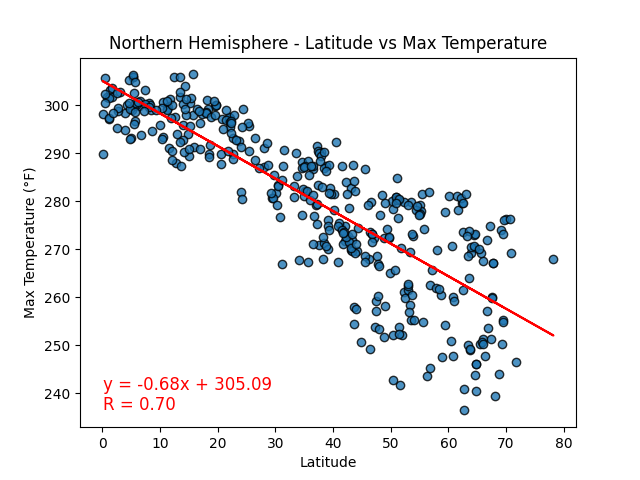 Northern Hemisphere - Latitude vs Max Temperature
Max Temperature (°F)
300
290
280
270
260
250
240
y = -0.68x + 305.09
R = 0.70
0 10 20 30 40 50 60 70 80
Latitude